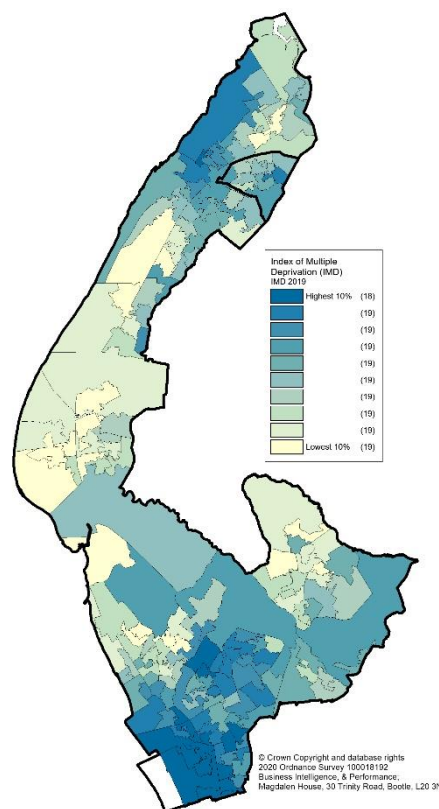 Index of Multiple
Deprivation (IMD)
IMD 2019
Highest 10% (18)
(19)
(19)
(19)
(19)
(19)
(19)
(19)
(19)
Lowest 10% (19)
© Crown Copyright and database rights
2020 Ordnance Survey 100018192
Business Intelligence, & Performance,
Magdalen House, 30 Trinity Road, Bootle. L20 3N